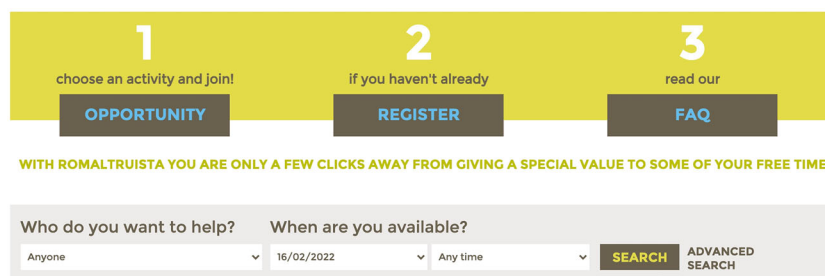 1 2 3
choose an activity and join! if you haven't already read our
OPPORTUNITY REGISTER FAQ
WITH ROMALTRUISTA YOU ARE ONLY A FEW CLICKS AWAY FROM GIVING A SPECIAL VALUE TO SOME OF YOUR FREE TIME
Who do you want to help? When are you available?
Anyone 16/02/2022 Any time SEARCH ADVANCED
SEARCH